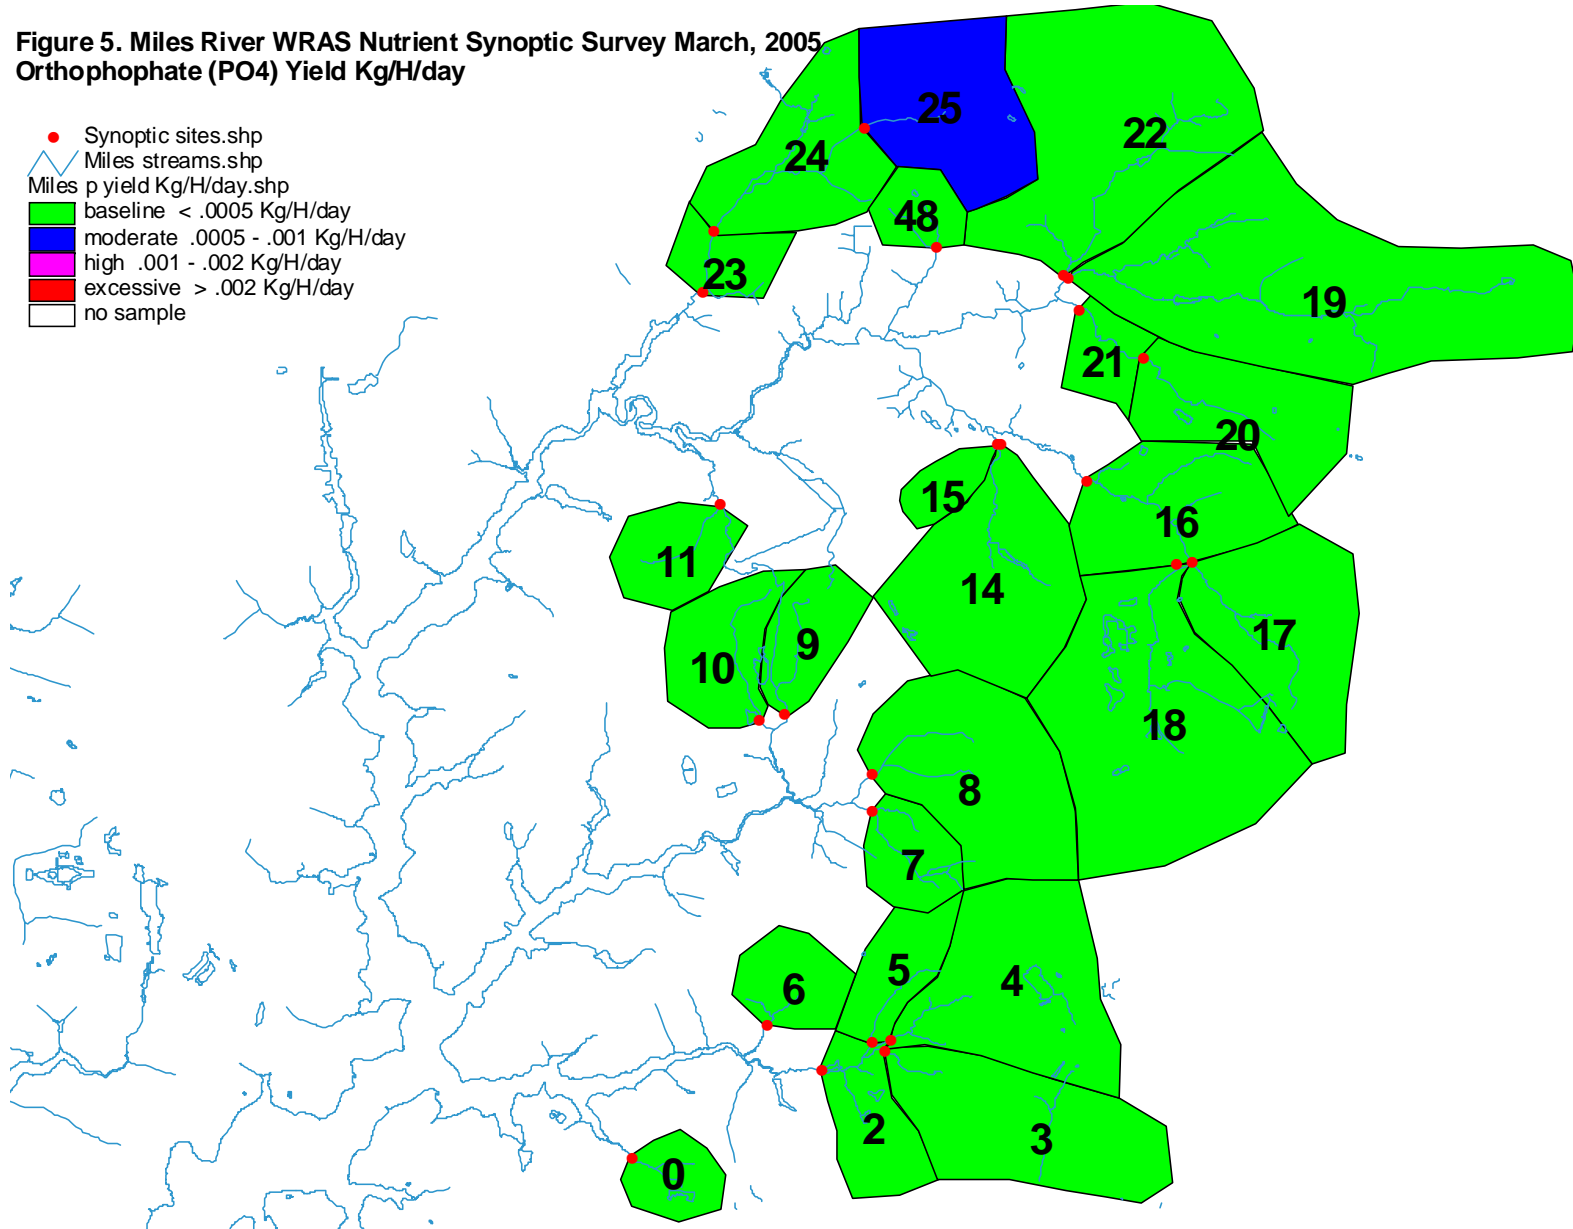 Figure 5. Miles River WRAS Nutrient Synoptic Survey March, 2005
Orthophophate (PO4) Yield Kg/H/day
Synoptic sites.shp
Miles streams.shp
Miles p yield Kg/H/day.shp
baseline < .0005 Kg/H/day
moderate .0005 - .001 Kg/H/day
high .001 - .002 Kg/H/day
excessive > .002 Kg/H/day
no sample
25
22
24
48
23
19
21
20
15
16
11
14
17
9
10
18
8
7
5
4
6
2
3
0